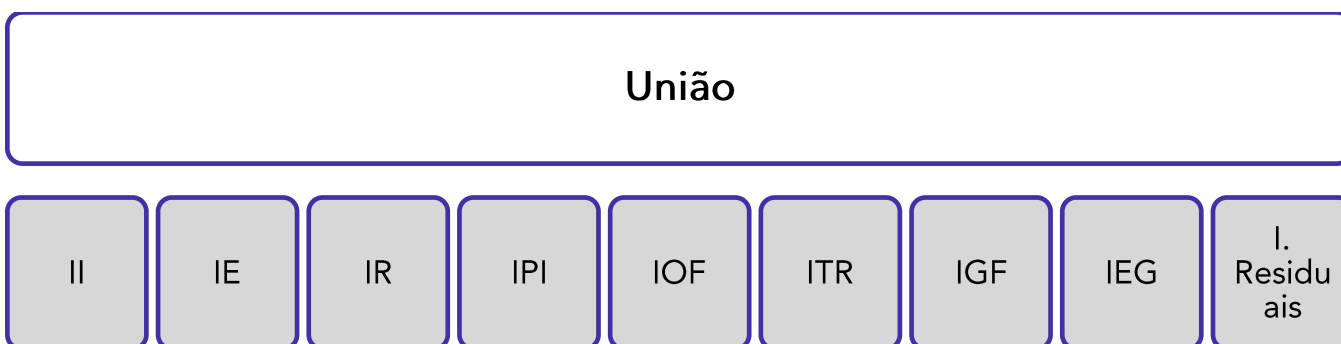 União
II
IE
IR
IPI
IOF
ITR
IGF
IEG
I.
Residu
ais